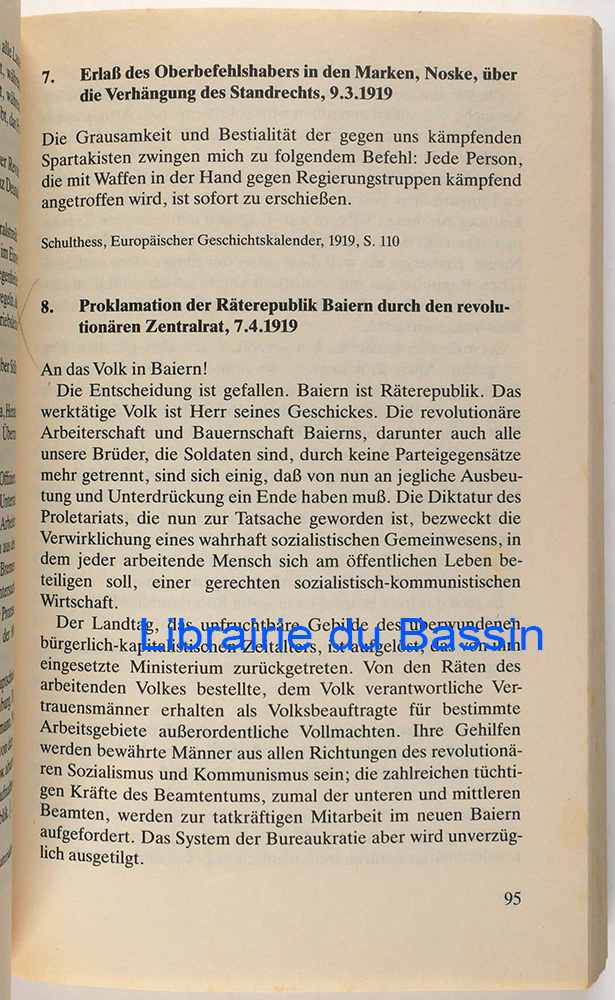 7. Erlaß des Oberbefehlshabers in den Marken, Noske, über
die Verhängung des Standrechts, 9.3.1919
Die Grausamkeit und Bestialität der gegen uns kämpfenden
Spartakisten zwingen mich zu folgendem Befehl: Jede Person,
die mit Waffen in der Hand gegen Regierungstruppen kämpfend
angetroffen wird, ist sofort zu erschießen.
Schulthess, Europäischer Geschichtskalender, 1919, S. 110
8. Proklamation der Räterepublik Baiern durch den revolu-
tionären Zentralrat, 7.4.1919
An das Volk in Baiern!
Die Entscheidung ist gefallen. Baiern ist Räterepublik. Das
werktätige Volk ist Herr seines Geschickes. Die revolutionäre
Arbeiterschaft und Bauernschaft Baierns, darunter auch alle
unsere Brüder, die Soldaten sind, durch keine Parteigegensätze
mehr getrennt, sind sich einig, daß von nun an jegliche Ausbeu-
tung und Unterdrückung ein Ende haben muß. Die Diktatur des
Proletariats, die nun zur Tatsache geworden ist, bezweckt die
Verwirklichung eines wahrhaft sozialistischen Gemeinwesens, in
dem jeder arbeitende Mensch sich am öffentlichen Leben be-
teiligen soll, einer gerechten sozialistisch-kommunistischen
Wirtschaft.
Der Landtag, das unfruchtbare Gebilde des überwundenen
Librairie du Bassin
bürgerlich-kapitalistischen Zeitalters, ist aufgelöst, das von ihm
eingesetzte Ministerium zurückgetreten. Von den Räten des
arbeitenden Volkes bestellte, dem Volk verantwortliche Ver-
trauensmänner erhalten als Volksbeauftragte für bestimmte
Arbeitsgebiete außerordentliche Vollmachten. Ihre Gehilfen
werden bewährte Männer aus allen Richtungen des revolutionä-
ren Sozialismus und Kommunismus sein; die zahlreichen tüchti-
gen Kräfte des Beamtentums, zumal der unteren und mittleren
Beamten, werden zur tatkräftigen Mitarbeit im neuen Baiern
aufgefordert. Das System der Bureaukratie aber wird unverzüg-
lich ausgetilgt.
95